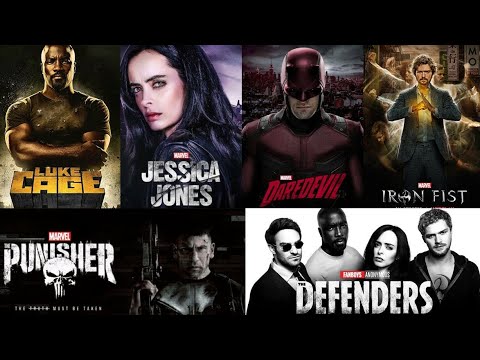 LUKE
CAGE
MARVEL
JESSICA
JONES
MARVEL
DAREDEVIL
MARVEL
IRON FIST
MARVEL
PUNISHER
THE TRUTH MUST BE TAKEN
FANBOYS ANONYMOUS
THE
DEFENDERS